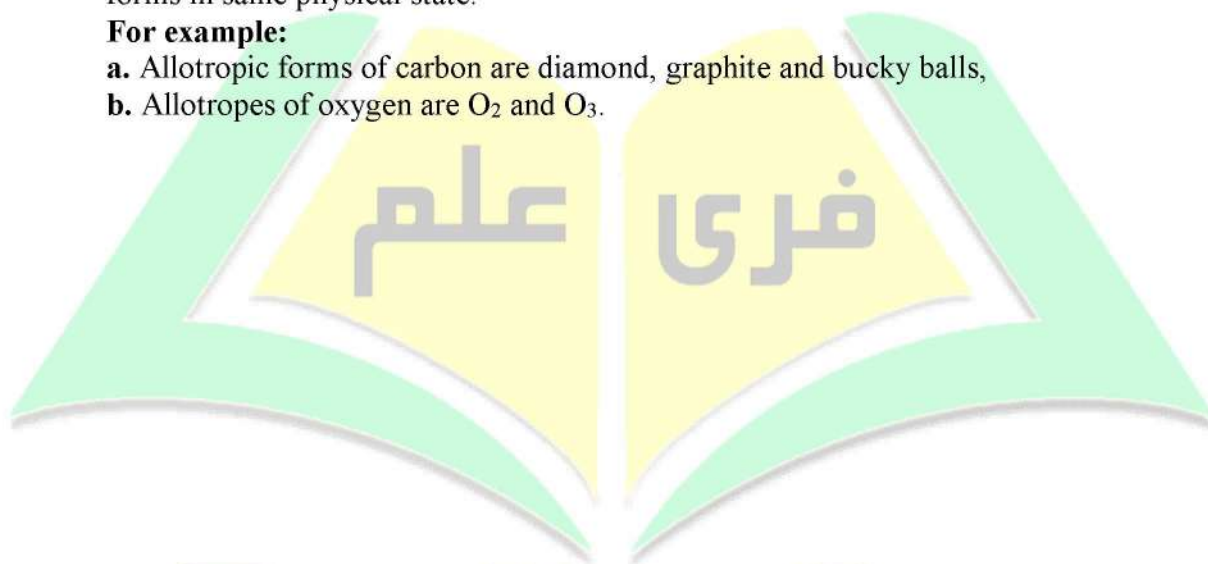 forms in same physical state.
For example:
a. Allotropic forms of carbon are diamond, graphite and bucky balls,
b. Allotropes of oxygen are O₂ and O₃.
فری علم